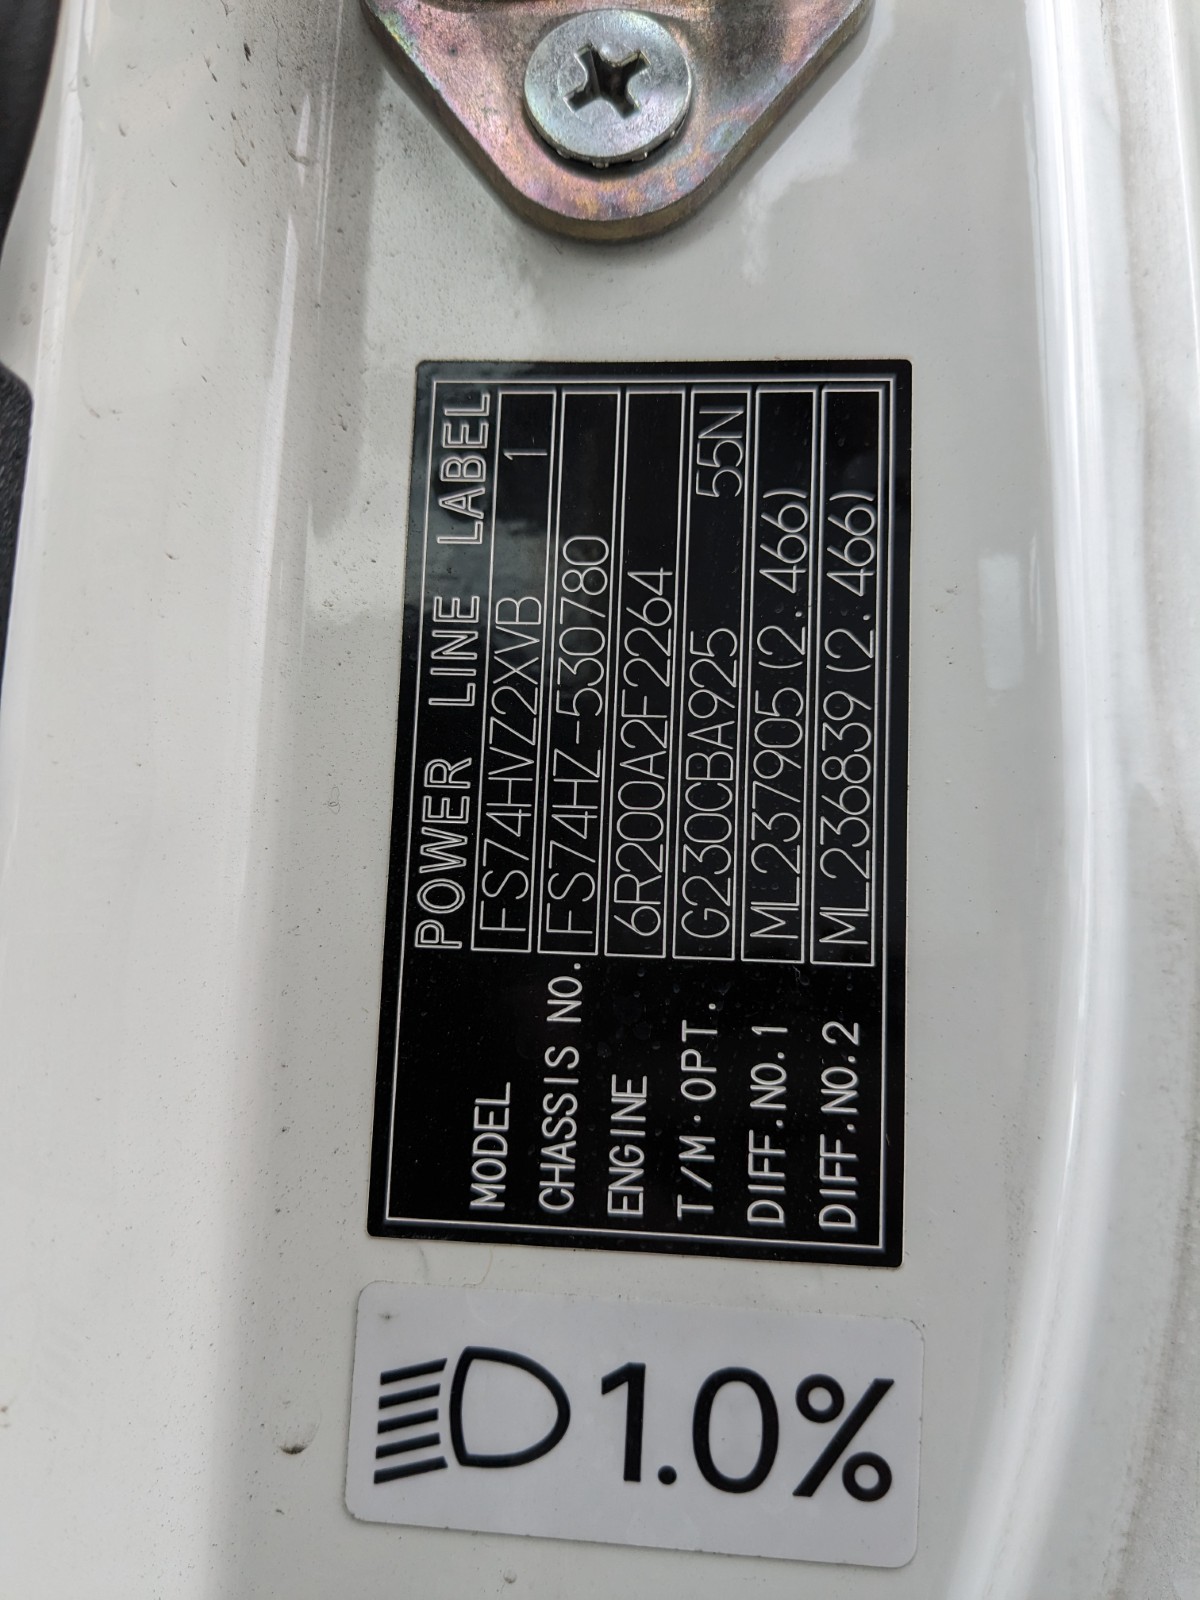 POWER LINE LABEL
MODEL FS74HVZ2XVB 1
CHASSIS NO. FS74HZ-530780
ENGINE 6R200A2F2264
T/M·OPT. G230CBA925 55N
DIFF.NO.1 ML237905(2.466)
DIFF.NO.2 ML236839(2.466)
1.0%